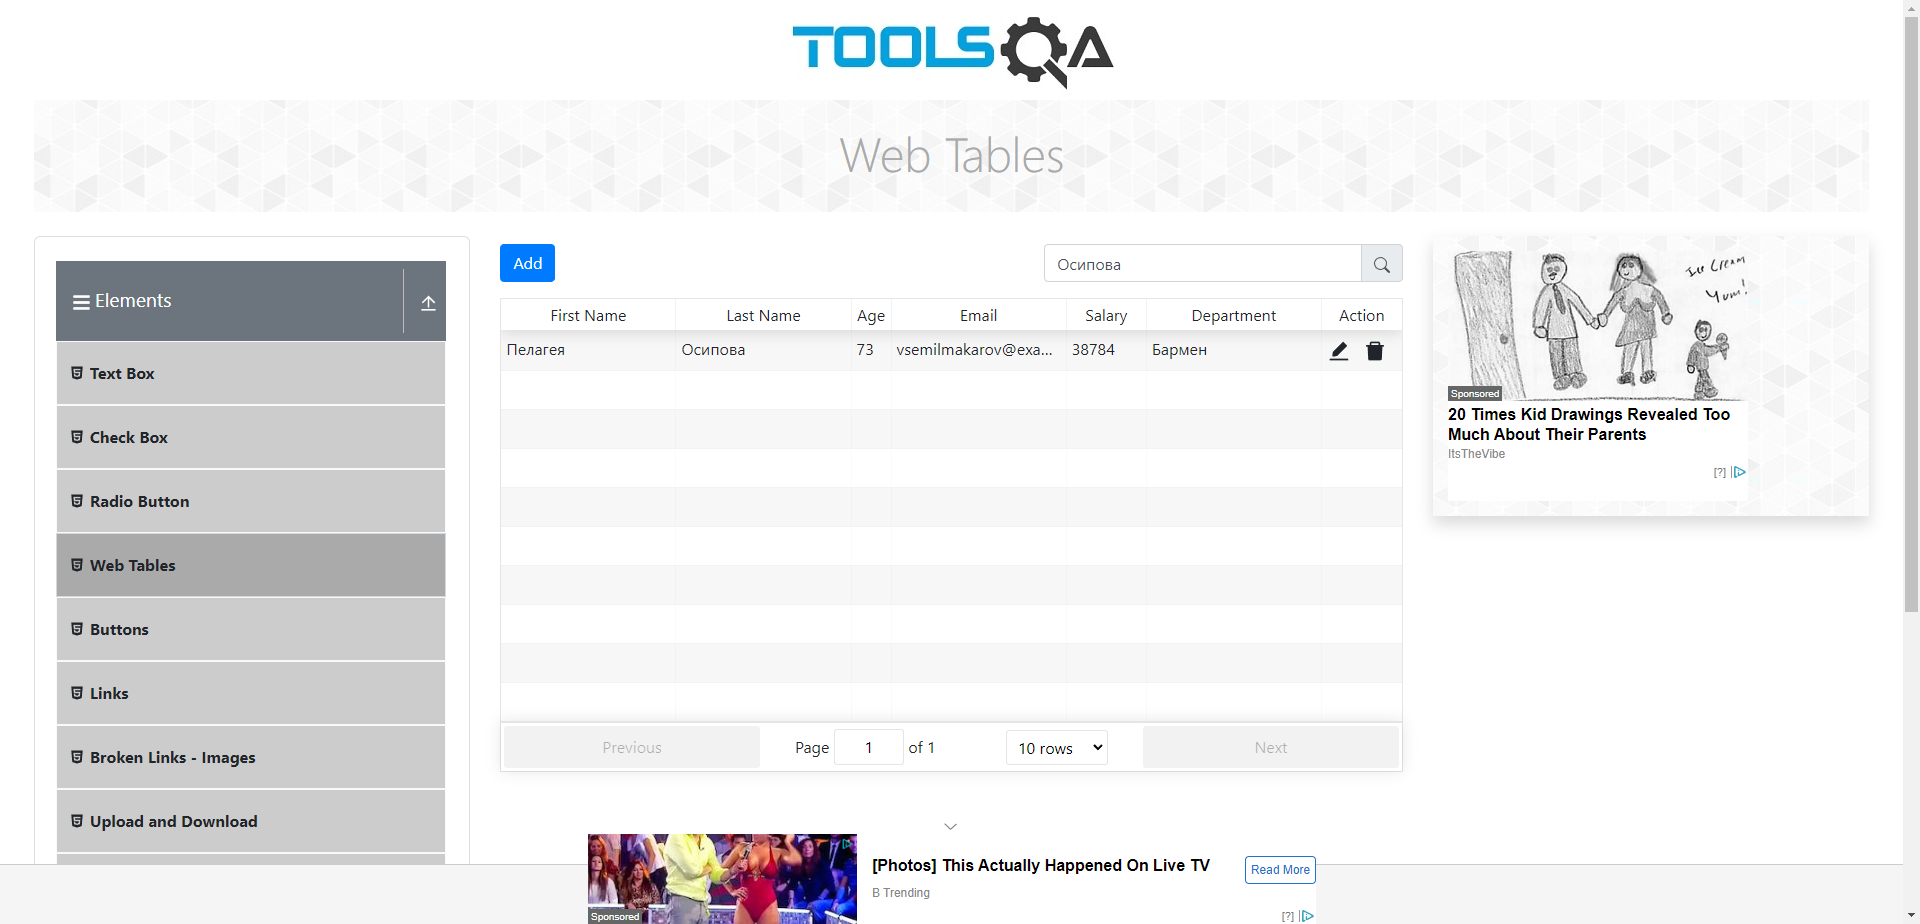 TOOLSQA
Web Tables
Elements
Text Box
Check Box
Radio Button
Web Tables
Buttons
Links
Broken Links - Images
Upload and Download
Add
Осипова
First Name Last Name Age Email Salary Department Action
Пелагея Осипова 73 vsemilmakarov@exa... 38784 Бармен
Previous Page 1 of 1 10 rows Next
Ice Cream
Yum!
Sponsored
20 Times Kid Drawings Revealed Too
Much About Their Parents
ItsTheVibe
[?]
[Photos] This Actually Happened On Live TV
B Trending
Read More
Sponsored
[?]